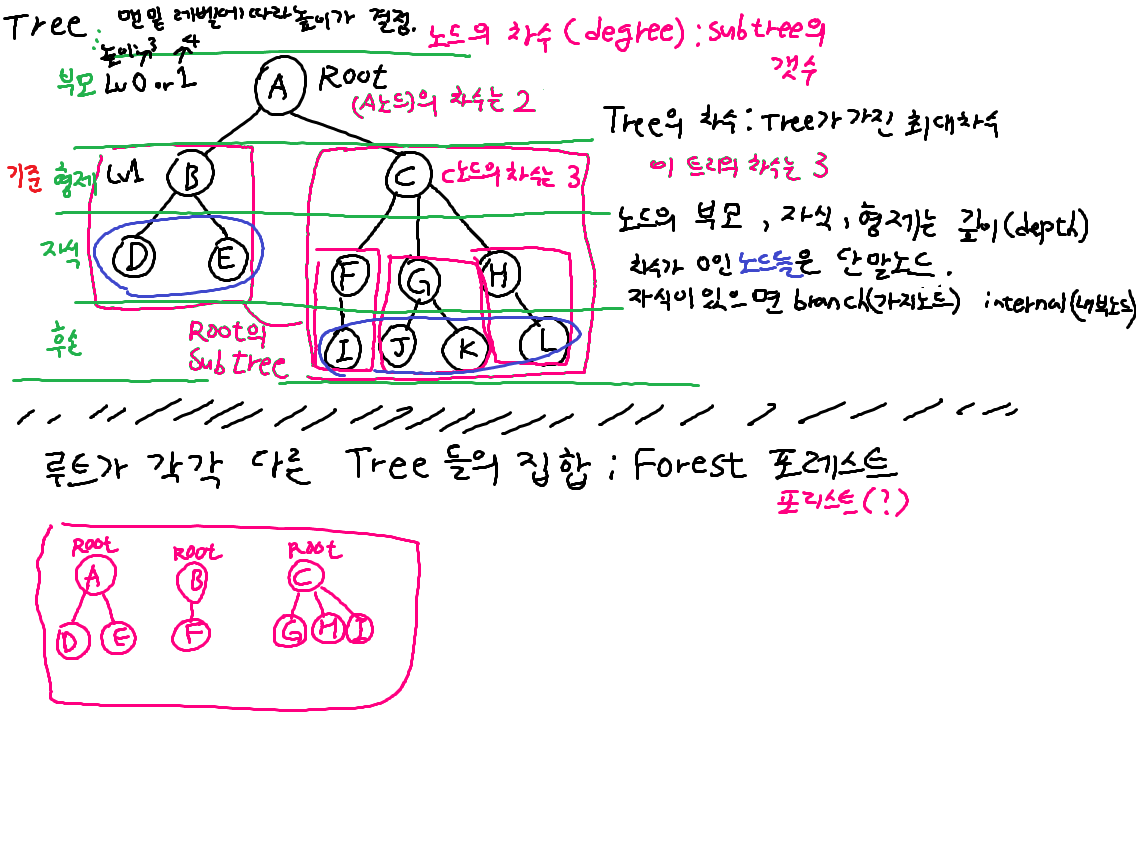 Tree : 맨 밑 레벨에 따라 높이가 결정.
높이: 3 4
노드의 차수 (degree) : subtree의
갯수
부모 Lv 0 or 1
A Root
(A노드)의 차수는 2
Tree의 차수 : Tree가 가진 최대차수
이 트리의 차수는 3
기준 형제 Lv1 B C C노드의 차수는 3
노드의 부모 , 자식 , 형제는 깊이(depth)
자식 D E F G H
차수가 0인 노드들은 단말노드 .
자식이 있으면 branch(가지노드) internal(내부노드)
후손 I J K L
Root의
Subtree
루트가 각각 다른 Tree 들의 집합 ; Forest 포레스트
포리스트(?)
Root Root Root
A B C
D E F G H I